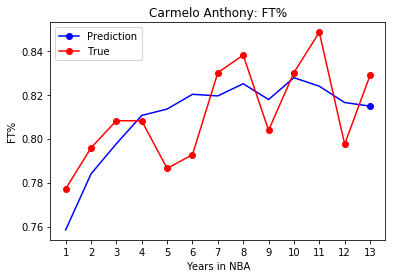 Carmelo Anthony: FT%
Prediction
True
0.84
0.82
0.80
0.78
0.76
FT%
1 2 3 4 5 6 7 8 9 10 11 12 13
Years in NBA